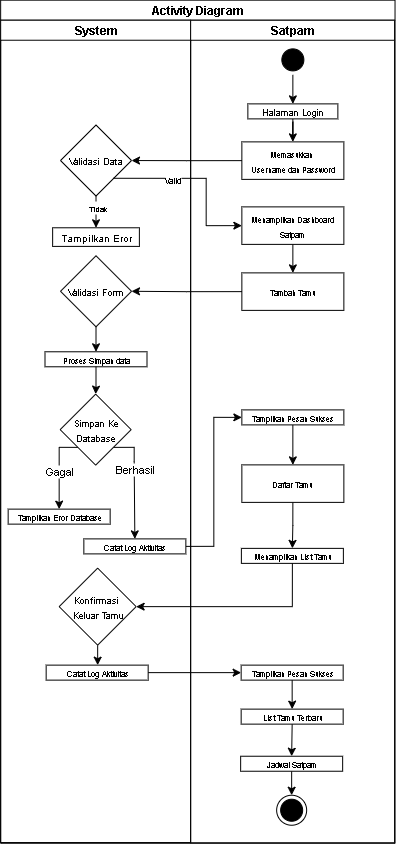 Activity Diagram
System
Satpam
Halaman Login
Memasukkan
Username dan Password
Validasi Data
Valid
Tidak
Tampilkan Eror
Menampilkan Dashboard
Satpam
Tambah Tamu
Validasi Form
Proses Simpan data
Simpan Ke
Database
Gagal
Berhasil
Tampilkan Eror Database
Catat Log Aktiuitas
Tampilkan Pesan Sukses
Daftar Tamu
Menampilkan List Tamu
Konfirmasi
Keluar Tamu
Catat Log Aktiuitas
Tampilkan Pesan Sukses
List Tamu Terbaru
Jadwal Satpam